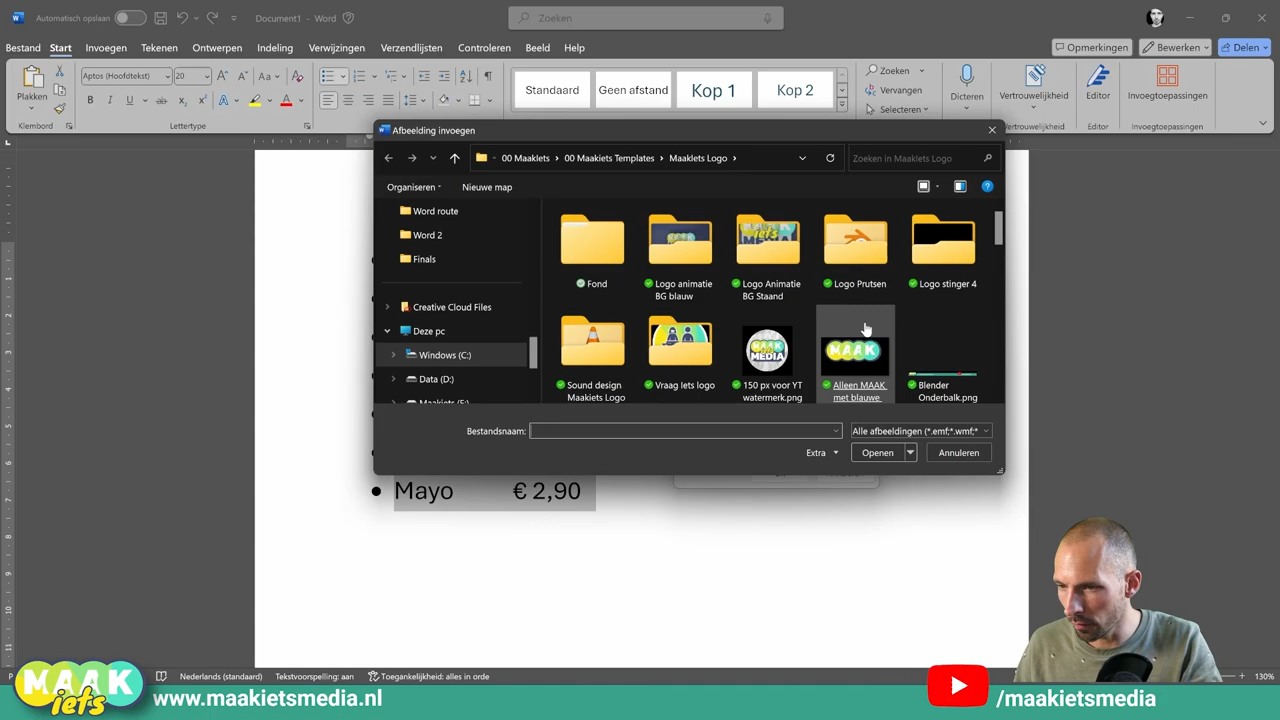 Automatisch opslaan
Document1 - Word
Zoeken
Bestand Start Invoegen Tekenen Ontwerpen Indeling Verwijzingen Verzendlijsten Controleren Beeld Help
Opmerkingen Bewerken Delen
Plakken
Aptos (Hoofdtekst) 20
Standaard Geen afstand Kop 1 Kop 2
Zoeken
Vervangen
Selecteren
Dicteren Vertrouwelijkheid Editor Invoegtoepassingen
Klembord Lettertype Vertrouwelijkheid Editor Invoegtoepassingen
Afbeelding invoegen
00 MaakIets > 00 Maakiets Templates > MaakIets Logo >
Zoeken in MaakIets Logo
Organiseren Nieuwe map
Word route
Word 2
Finals
Creative Cloud Files
Deze pc
Windows (C:)
Data (D:)
Fond
Logo animatie BG blauw
Logo Animatie BG Staand
Logo Prutsen
Logo stinger 4
Sound design Maakiets Logo
Vraag Iets logo
150 px voor YT watermerk.png
Alleen MAAK met blauwe
Blender Onderbalk.png
Bestandsnaam:
Alle afbeeldingen (*.emf;*.wmf;*
Extra Openen Annuleren
• Mayo € 2,90
Nederlands (standaard) Tekstvoorspelling: aan Toegankelijkheid: alles in orde
130%
MAAK
iets
www.maakietsmedia.nl
/maakietsmedia